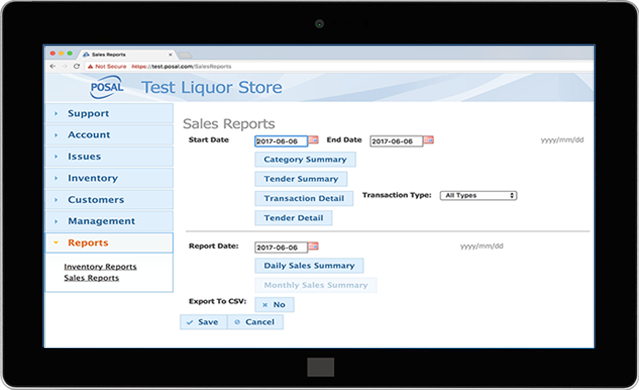 Sales Reports
Not Secure https://test.posal.com/SalesReports
POSAL Test Liquor Store
Support
Account
Issues
Inventory
Customers
Management
Reports
Inventory Reports
Sales Reports
Sales Reports
Start Date 2017-06-06 End Date 2017-06-06 yyyy/mm/dd
Category Summary
Tender Summary
Transaction Detail Transaction Type: All Types
Tender Detail
Report Date: 2017-06-06 yyyy/mm/dd
Daily Sales Summary
Monthly Sales Summary
Export To CSV: No
Save Cancel